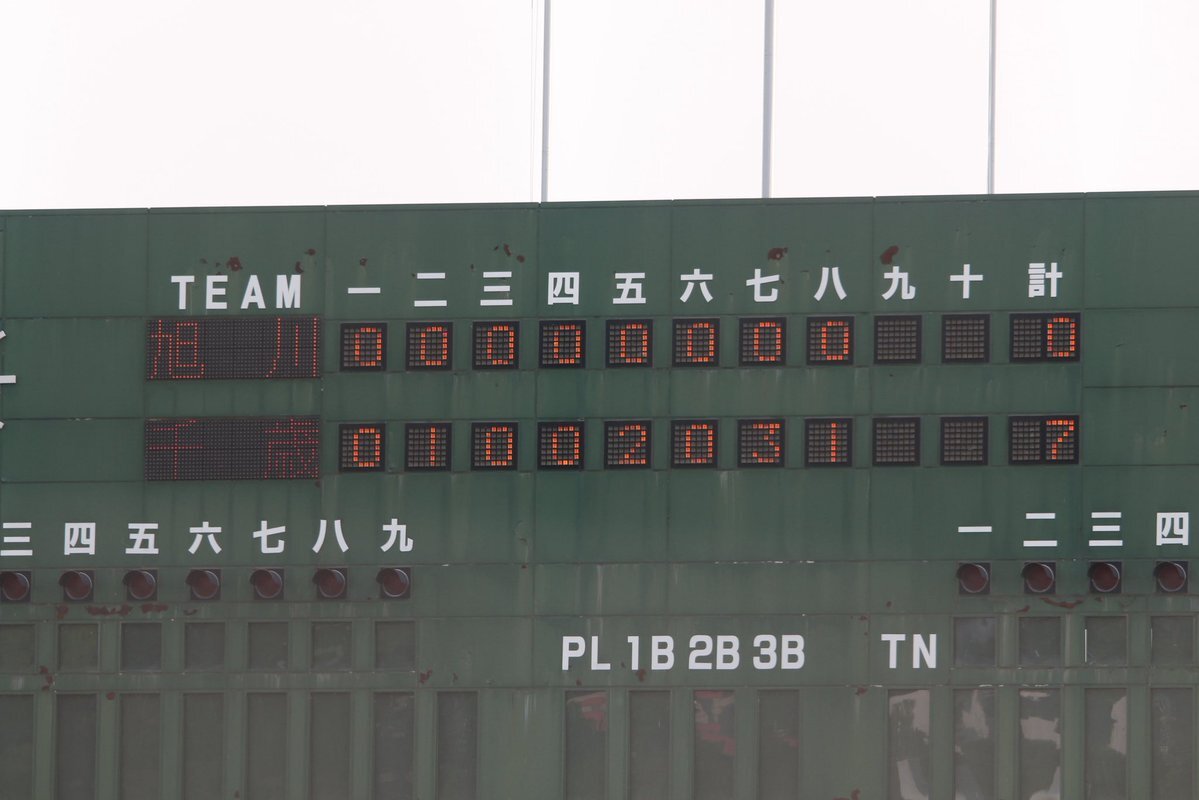 TEAM 一 二 三 四 五 六 七 八 九 十 計
旭 川 0 0 0 0 0 0 0 0 0
千 歳 0 1 0 0 2 0 3 1 7
三 四 五 六 七 八 九 一 二 三 四
PL 1B 2B 3B TN